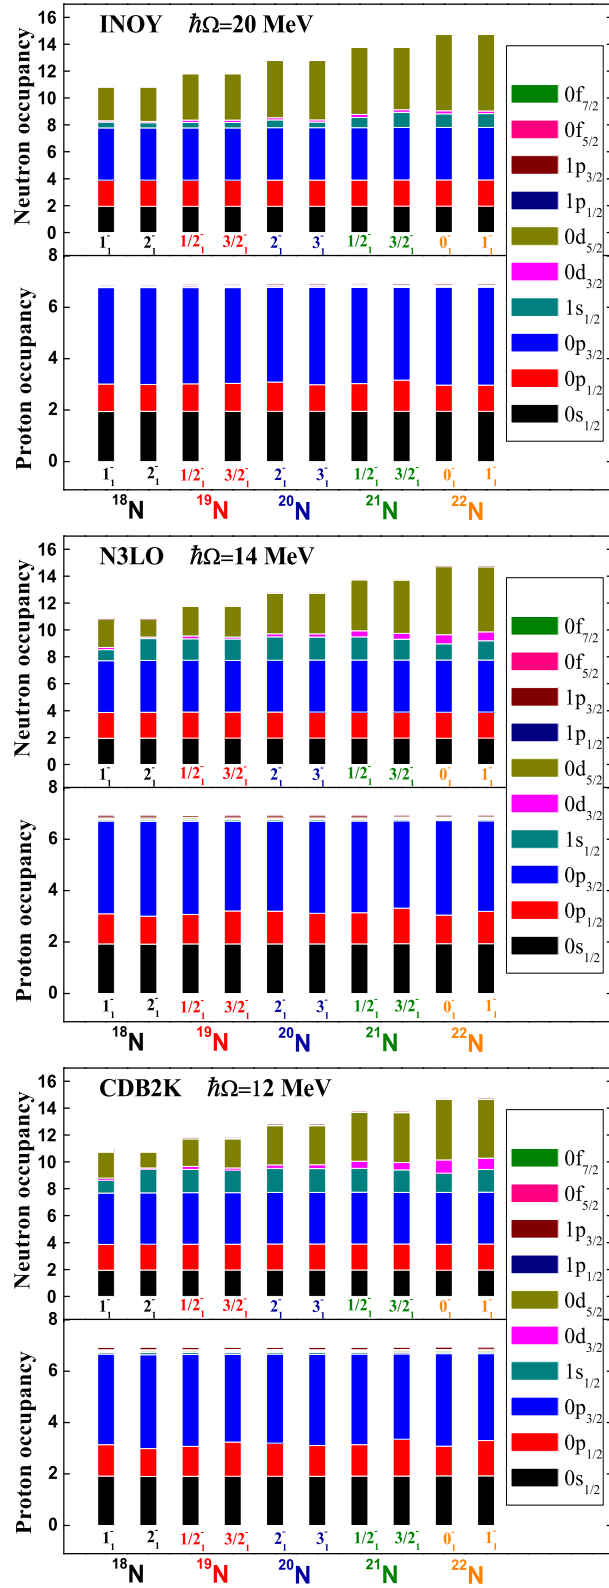 INOY ℏΩ=20 MeV
Neutron occupancy
16
14
12
10
8
6
4
2
0
1⁻₁ 2⁻₁ 1/2⁻₁ 3/2⁻₁ 2⁻₁ 3⁻₁ 1/2⁻₁ 3/2⁻₁ 0⁻₁ 1⁻₁
Proton occupancy
8
6
4
2
0
1⁻₁ 2⁻₁ 1/2⁻₁ 3/2⁻₁ 2⁻₁ 3⁻₁ 1/2⁻₁ 3/2⁻₁ 0⁻₁ 1⁻₁
¹⁸N ¹⁹N ²⁰N ²¹N ²²N
0f7/2
0f5/2
1p3/2
1p1/2
0d5/2
0d3/2
1s1/2
0p3/2
0p1/2
0s1/2
N3LO ℏΩ=14 MeV
Neutron occupancy
16
14
12
10
8
6
4
2
0
1⁻₁ 2⁻₁ 1/2⁻₁ 3/2⁻₁ 2⁻₁ 3⁻₁ 1/2⁻₁ 3/2⁻₁ 0⁻₁ 1⁻₁
Proton occupancy
8
6
4
2
0
1⁻₁ 2⁻₁ 1/2⁻₁ 3/2⁻₁ 2⁻₁ 3⁻₁ 1/2⁻₁ 3/2⁻₁ 0⁻₁ 1⁻₁
¹⁸N ¹⁹N ²⁰N ²¹N ²²N
0f7/2
0f5/2
1p3/2
1p1/2
0d5/2
0d3/2
1s1/2
0p3/2
0p1/2
0s1/2
CDB2K ℏΩ=12 MeV
Neutron occupancy
16
14
12
10
8
6
4
2
0
1⁻₁ 2⁻₁ 1/2⁻₁ 3/2⁻₁ 2⁻₁ 3⁻₁ 1/2⁻₁ 3/2⁻₁ 0⁻₁ 1⁻₁
Proton occupancy
8
6
4
2
0
1⁻₁ 2⁻₁ 1/2⁻₁ 3/2⁻₁ 2⁻₁ 3⁻₁ 1/2⁻₁ 3/2⁻₁ 0⁻₁ 1⁻₁
¹⁸N ¹⁹N ²⁰N ²¹N ²²N
0f7/2
0f5/2
1p3/2
1p1/2
0d5/2
0d3/2
1s1/2
0p3/2
0p1/2
0s1/2